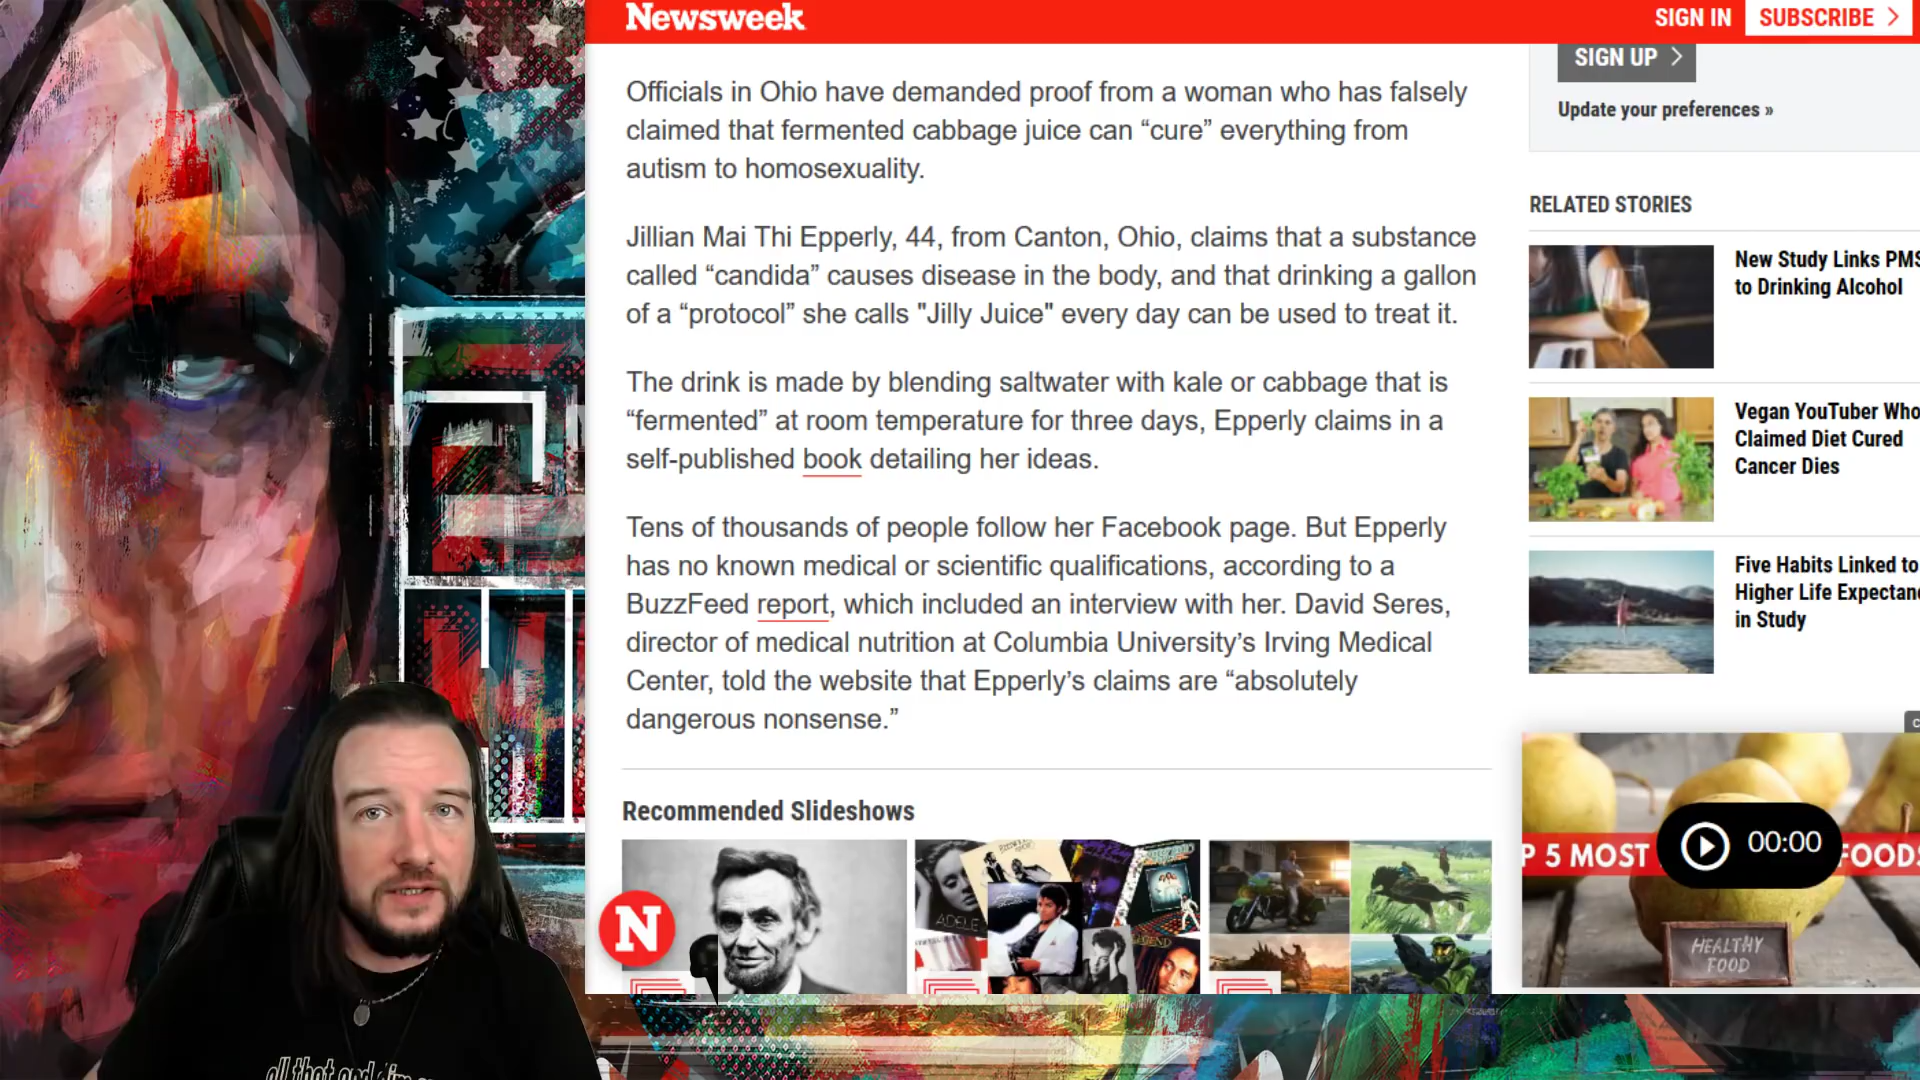 Newsweek
SIGN IN
SUBSCRIBE
Officials in Ohio have demanded proof from a woman who has falsely
claimed that fermented cabbage juice can “cure” everything from
autism to homosexuality.
Jillian Mai Thi Epperly, 44, from Canton, Ohio, claims that a substance
called “candida” causes disease in the body, and that drinking a gallon
of a “protocol” she calls "Jilly Juice" every day can be used to treat it.
The drink is made by blending saltwater with kale or cabbage that is
“fermented” at room temperature for three days, Epperly claims in a
self-published book detailing her ideas.
Tens of thousands of people follow her Facebook page. But Epperly
has no known medical or scientific qualifications, according to a
BuzzFeed report, which included an interview with her. David Seres,
director of medical nutrition at Columbia University’s Irving Medical
Center, told the website that Epperly’s claims are “absolutely
dangerous nonsense.”
Recommended Slideshows
ADELE
LEGEND
N
SIGN UP
Update your preferences »
RELATED STORIES
New Study Links PMS
to Drinking Alcohol
Vegan YouTuber Who
Claimed Diet Cured
Cancer Dies
Five Habits Linked to
Higher Life Expectan
in Study
P 5 MOST
00:00
FOODS
HEALTHY
FOOD
all that and